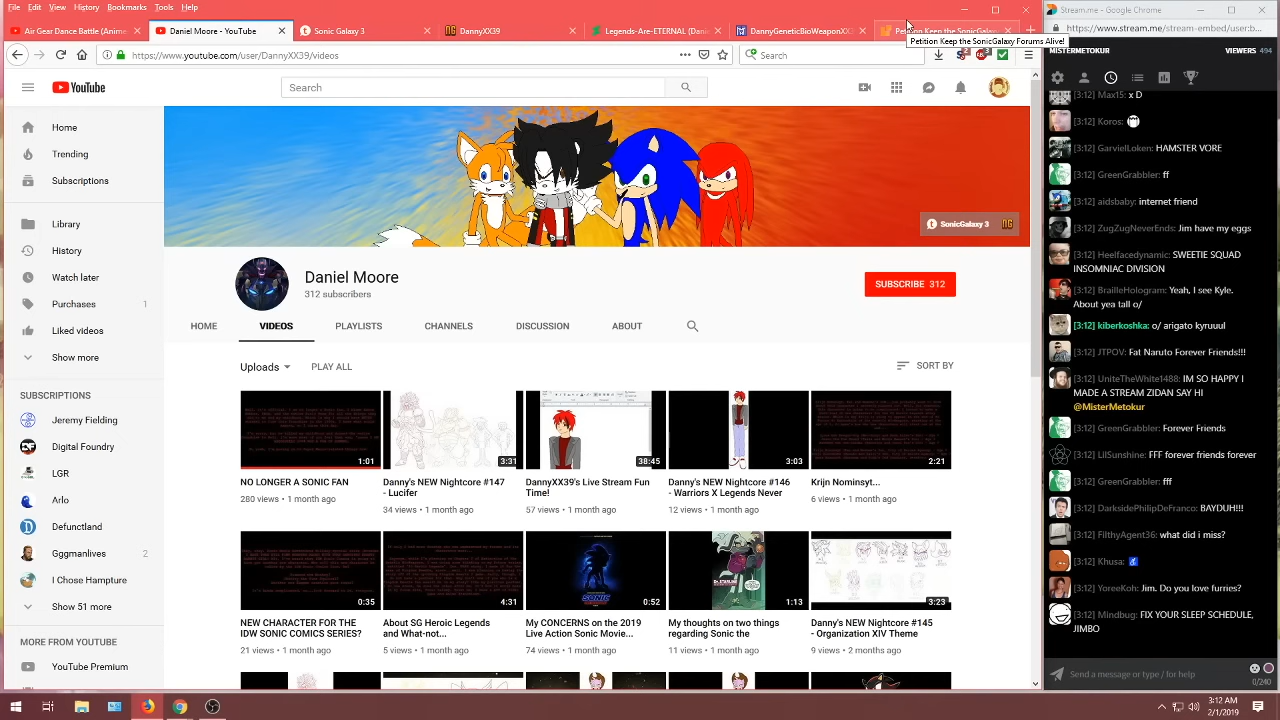 File Edit View History Bookmarks Tools Help
Air Gear Dance Battle (Anime
Daniel Moore - YouTube
Sonic Galaxy 3
DannyXX39
Legends-Are-ETERNAL (Daniel
DannyGeneticBioWeaponXX
Petition Keep the SonicGalaxy
https://www.stream.me/embed/user:
Petition Keep the SonicGalaxy Forums Alive!
https://www.youtube.com/user/DannyXX39/videos
Search
MISTERMETOKUR
VIEWERS 494
YouTube
Search
Home
Trending
Subscriptions
Library
History
Watch later
Purchases 1
Liked videos
Show more
SUBSCRIPTIONS
Jeremy Fielding
LGR
Arlo
Defunctland
ogmaniaves 2
Show 51 more
MORE FROM YOUTUBE
YouTube Premium
SonicGalaxy 3
NG
Daniel Moore
312 subscribers
SUBSCRIBE 312
HOME
VIDEOS
PLAYLISTS
CHANNELS
DISCUSSION
ABOUT
Uploads
PLAY ALL
SORT BY
1:01
3:31
38:45
3:03
2:21
NO LONGER A SONIC FAN
280 views • 1 month ago
Danny's NEW Nightcore #147
- Lucifer
34 views • 1 month ago
DannyXX39's Live Stream Fun
Time!
57 views • 1 month ago
Danny's NEW Nightcore #146
- Warriors X Legends Never
12 views • 1 month ago
Krijn Nominsyt...
6 views • 1 month ago
SONIC
0:35
4:31
0:52
1:13
3:23
NEW CHARACTER FOR THE
IDW SONIC COMICS SERIES?
21 views • 1 month ago
About SG Heroic Legends
and What-not...
5 views • 1 month ago
My CONCERNS on the 2019
Live Action Sonic Movie...
74 views • 1 month ago
My thoughts on two things
regarding Sonic the
11 views • 1 month ago
Danny's NEW Nightcore #145
- Organization XIV Theme
9 views • 2 months ago
[3:12] Max15: x D
[3:12] Koros:
[3:12] GarvielLoken: HAMSTER VORE
[3:12] GreenGrabbler: ff
[3:12] aidsbaby: internet friend
[3:12] ZugZugNeverEnds: Jim have my eggs
[3:12] Heelfacedynamic: SWEETIE SQUAD
INSOMNIAC DIVISION
[3:12] BrailleHologram: Yeah, I see Kyle.
About yea tall o/
[3:12] kiberkoshka: o/ arigato kyruuul
[3:12] JTPOV: Fat Naruto Forever Friends!!!
[3:12] UniteTheWhite1488: IM SO HAPPY I
MADE A STREAM ZIDAN SAY HI
@MisterMetokur
[3:12] GreenGrabbler: Forever Friends
[3:12] LilSunshine: FFF forever friends forever
[3:12] GreenGrabbler: fff
[3:12] DarksidePhilipDeFranco: BAYDUH!!!
[3:12] FilthyAgent36: what did i miss?
[3:12] thusa:
[3:12] YoreeKoh: Jim. Do you love furries?
[3:12] Mindbug: FIX YOUR SLEEP SCHEDULE,
JIMBO
Send a message or type / for help
0/240
3:12 AM